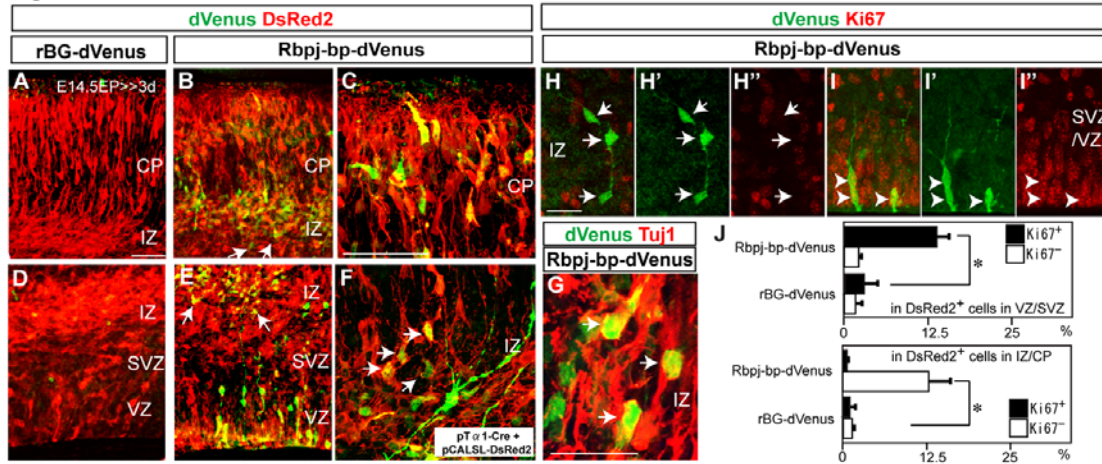 dVenus DsRed2
dVenus Ki67
rBG-dVenus
Rbpj-bp-dVenus
Rbpj-bp-dVenus
A
E14.5EP>>3d
B
C
H
H'
H''
I
I'
I''
CP
CP
CP
IZ
SVZ
/VZ
IZ
IZ
dVenus Tuj1
Rbpj-bp-dVenus
J
Rbpj-bp-dVenus
Ki67+
Ki67−
*
rBG-dVenus
in DsRed2+ cells in VZ/SVZ
0
12.5
25
%
D
E
F
G
IZ
IZ
IZ
IZ
SVZ
SVZ
VZ
VZ
pTα1-Cre +
pCALSL-DsRed2
in DsRed2+ cells in IZ/CP
Rbpj-bp-dVenus
rBG-dVenus
*
Ki67+
Ki67−
0
12.5
25
%